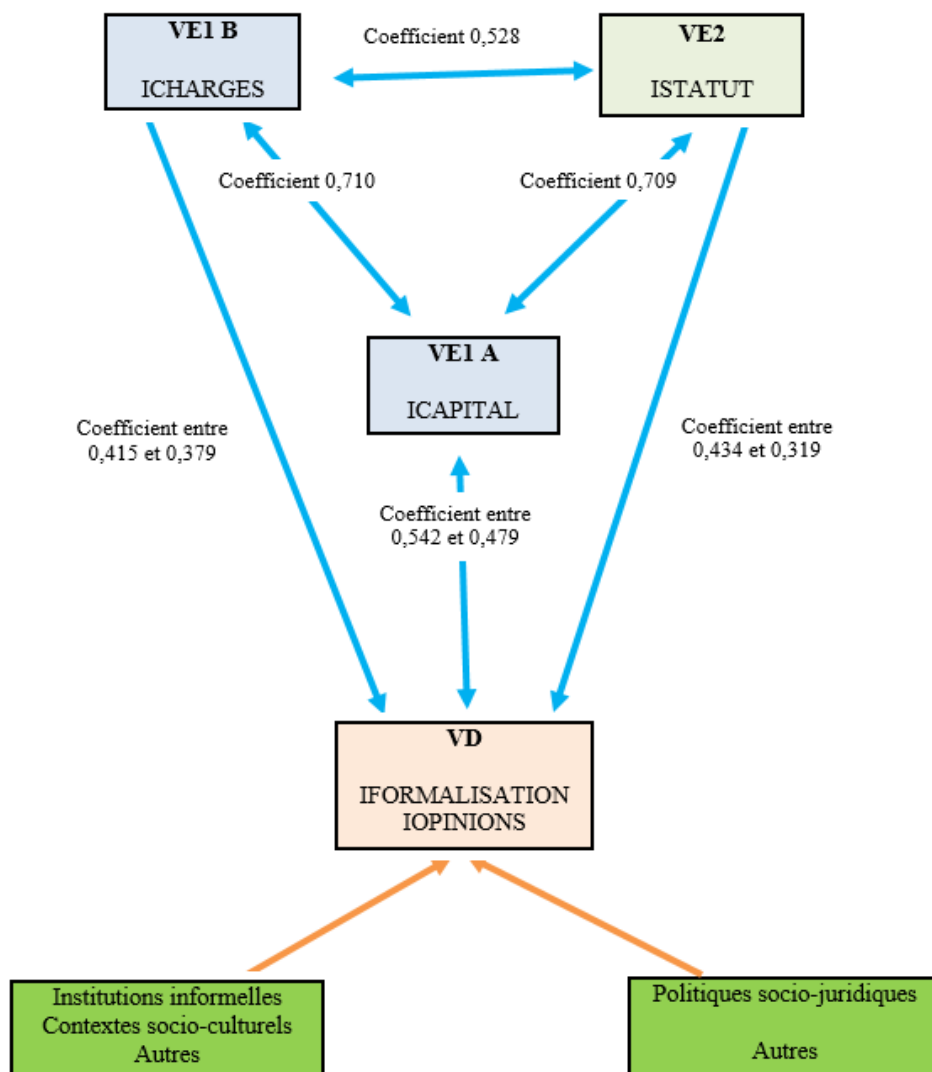 VE1 B
ICHARGES
Coefficient 0,528
VE2
ISTATUT
Coefficient 0,710
Coefficient 0,709
VE1 A
ICAPITAL
Coefficient entre
0,415 et 0,379
Coefficient entre
0,434 et 0,319
Coefficient entre
0,542 et 0,479
VD
IFORMALISATION
IOPINIONS
Institutions informelles
Contextes socio-culturels
Autres
Politiques socio-juridiques
Autres